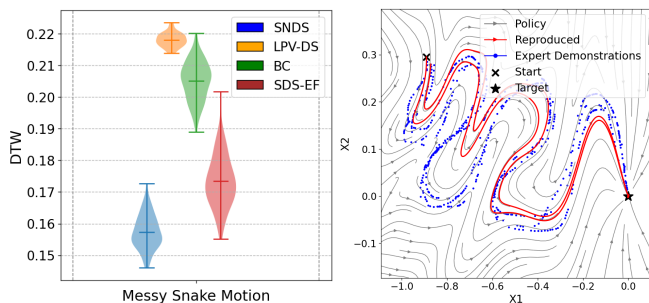 DTW
0.22
0.21
0.20
0.19
0.18
0.17
0.16
0.15
SNDS
LPV-DS
BC
SDS-EF
Messy Snake Motion
X2
0.3
0.2
0.1
0.0
−0.1
Policy
Reproduced
Expert Demonstrations
Start
Target
−1.0 −0.8 −0.6 −0.4 −0.2 0.0
X1